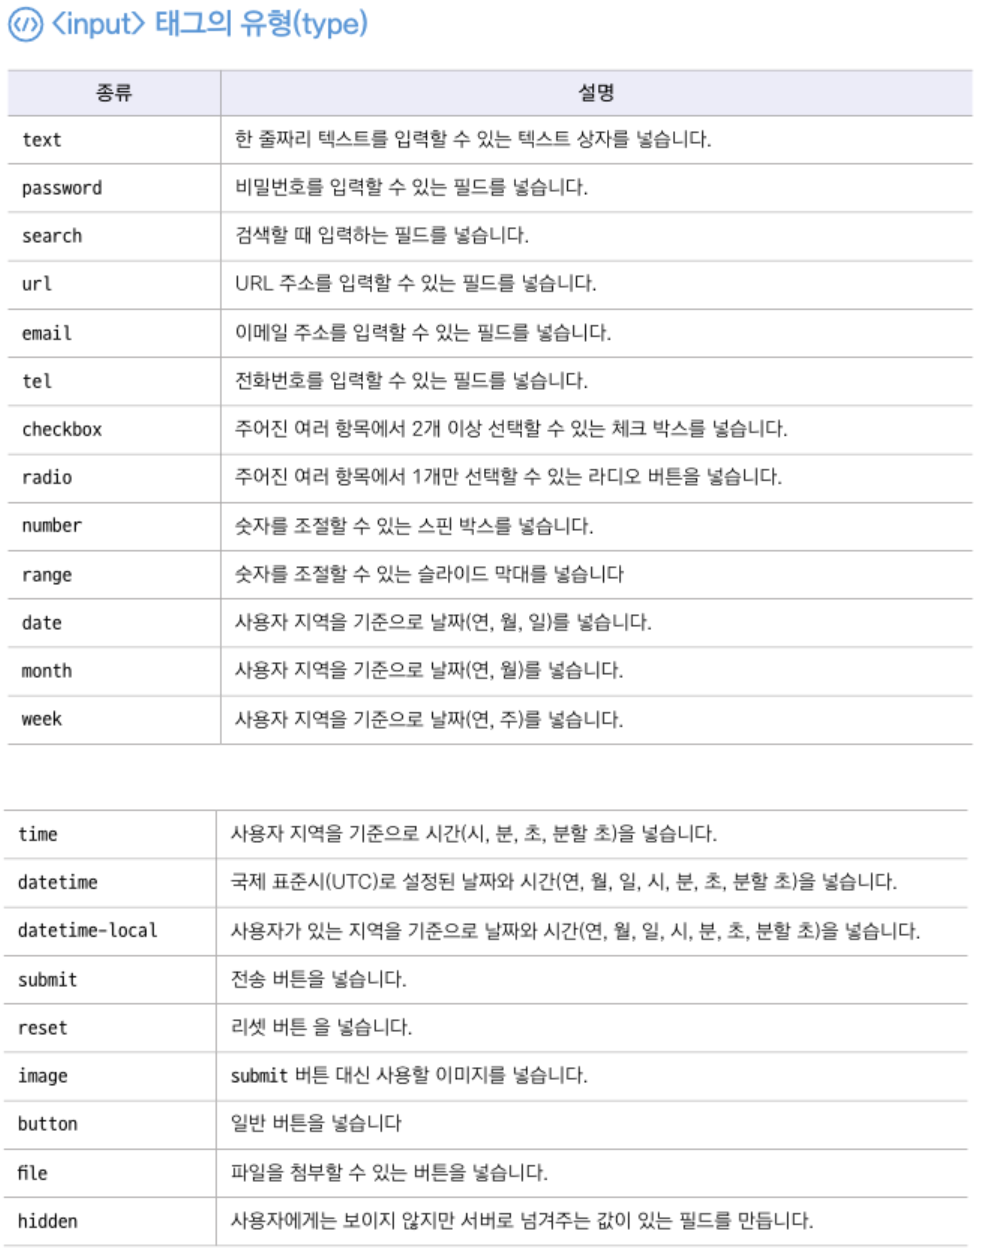 </> <input> 태그의 유형(type)
종류 설명
text 한 줄짜리 텍스트를 입력할 수 있는 텍스트 상자를 넣습니다.
password 비밀번호를 입력할 수 있는 필드를 넣습니다.
search 검색할 때 입력하는 필드를 넣습니다.
url URL 주소를 입력할 수 있는 필드를 넣습니다.
email 이메일 주소를 입력할 수 있는 필드를 넣습니다.
tel 전화번호를 입력할 수 있는 필드를 넣습니다.
checkbox 주어진 여러 항목에서 2개 이상 선택할 수 있는 체크 박스를 넣습니다.
radio 주어진 여러 항목에서 1개만 선택할 수 있는 라디오 버튼을 넣습니다.
number 숫자를 조절할 수 있는 스핀 박스를 넣습니다.
range 숫자를 조절할 수 있는 슬라이드 막대를 넣습니다
date 사용자 지역을 기준으로 날짜(연, 월, 일)를 넣습니다.
month 사용자 지역을 기준으로 날짜(연, 월)를 넣습니다.
week 사용자 지역을 기준으로 날짜(연, 주)를 넣습니다.
time 사용자 지역을 기준으로 시간(시, 분, 초, 분할 초)을 넣습니다.
datetime 국제 표준시(UTC)로 설정된 날짜와 시간(연, 월, 일, 시, 분, 초, 분할 초)을 넣습니다.
datetime-local 사용자가 있는 지역을 기준으로 날짜와 시간(연, 월, 일, 시, 분, 초, 분할 초)을 넣습니다.
submit 전송 버튼을 넣습니다.
reset 리셋 버튼 을 넣습니다.
image submit 버튼 대신 사용할 이미지를 넣습니다.
button 일반 버튼을 넣습니다
file 파일을 첨부할 수 있는 버튼을 넣습니다.
hidden 사용자에게는 보이지 않지만 서버로 넘겨주는 값이 있는 필드를 만듭니다.